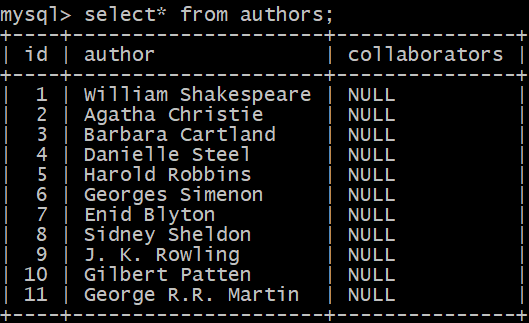 mysql> select* from authors;
+----+---------------------+---------------+
| id | author              | collaborators |
+----+---------------------+---------------+
|  1 | William Shakespeare | NULL          |
|  2 | Agatha Christie     | NULL          |
|  3 | Barbara Cartland    | NULL          |
|  4 | Danielle Steel      | NULL          |
|  5 | Harold Robbins      | NULL          |
|  6 | Georges Simenon     | NULL          |
|  7 | Enid Blyton         | NULL          |
|  8 | Sidney Sheldon      | NULL          |
|  9 | J. K. Rowling       | NULL          |
| 10 | Gilbert Patten      | NULL          |
| 11 | George R.R. Martin  | NULL          |
+----+---------------------+---------------+